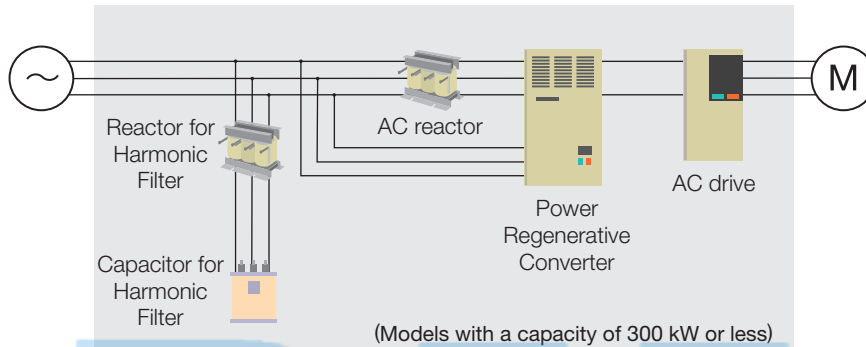 Reactor for
Harmonic
Filter
AC reactor
M
AC drive
Power
Regenerative
Converter
Capacitor for
Harmonic
Filter
(Models with a capacity of 300 kW or less)